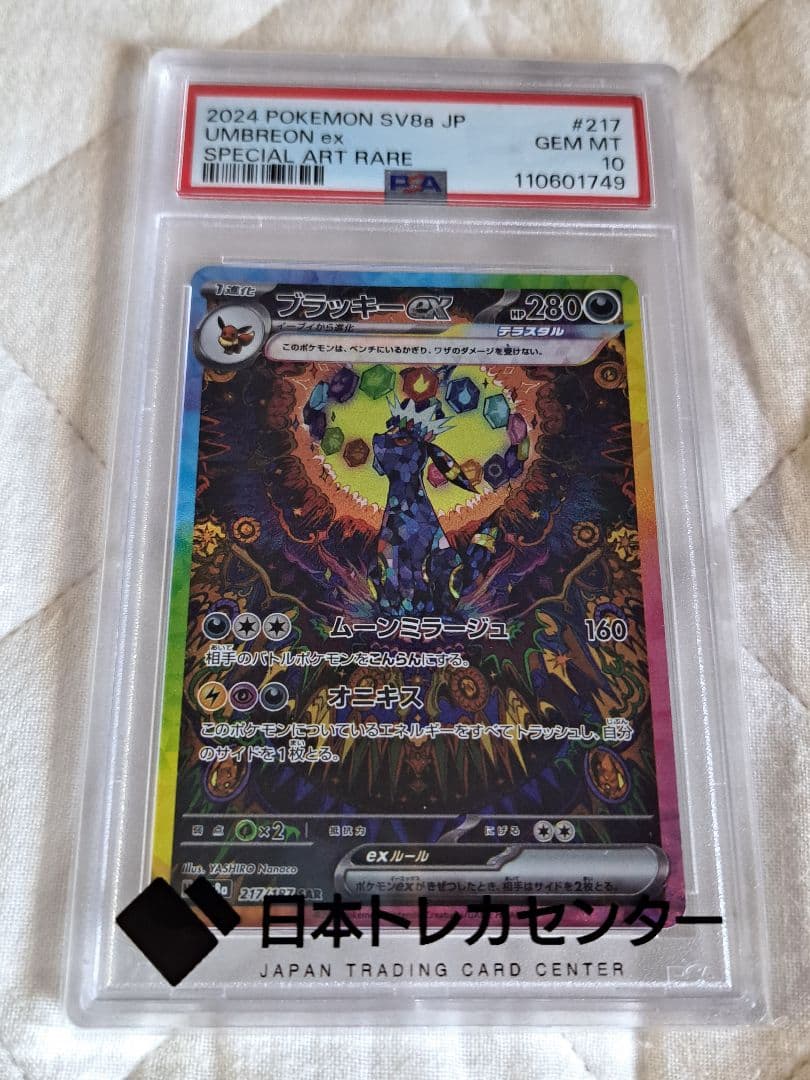 2024 POKEMON SV8a JP #217
UMBREON ex GEM MT
SPECIAL ART RARE 10
PSA 110601749
1進化 ブラッキーex HP280
イーブイから進化 テラスタル
このポケモンは、ベンチにいるかぎり、ワザのダメージを受けない。
ムーンミラージュ 160
相手のバトルポケモンをこんらんにする。
オニキス
このポケモンについているエネルギーをすべてトラッシュし、自分
のサイドを1枚とる。
弱点 ×2 抵抗力 にげる
exルール
ポケモンexがきぜつしたとき、相手はサイドを2枚とる。
Illus. YASHIRO Nanaco
217/187 SAR
日本トレカセンター
JAPAN TRADING CARD CENTER
PSA